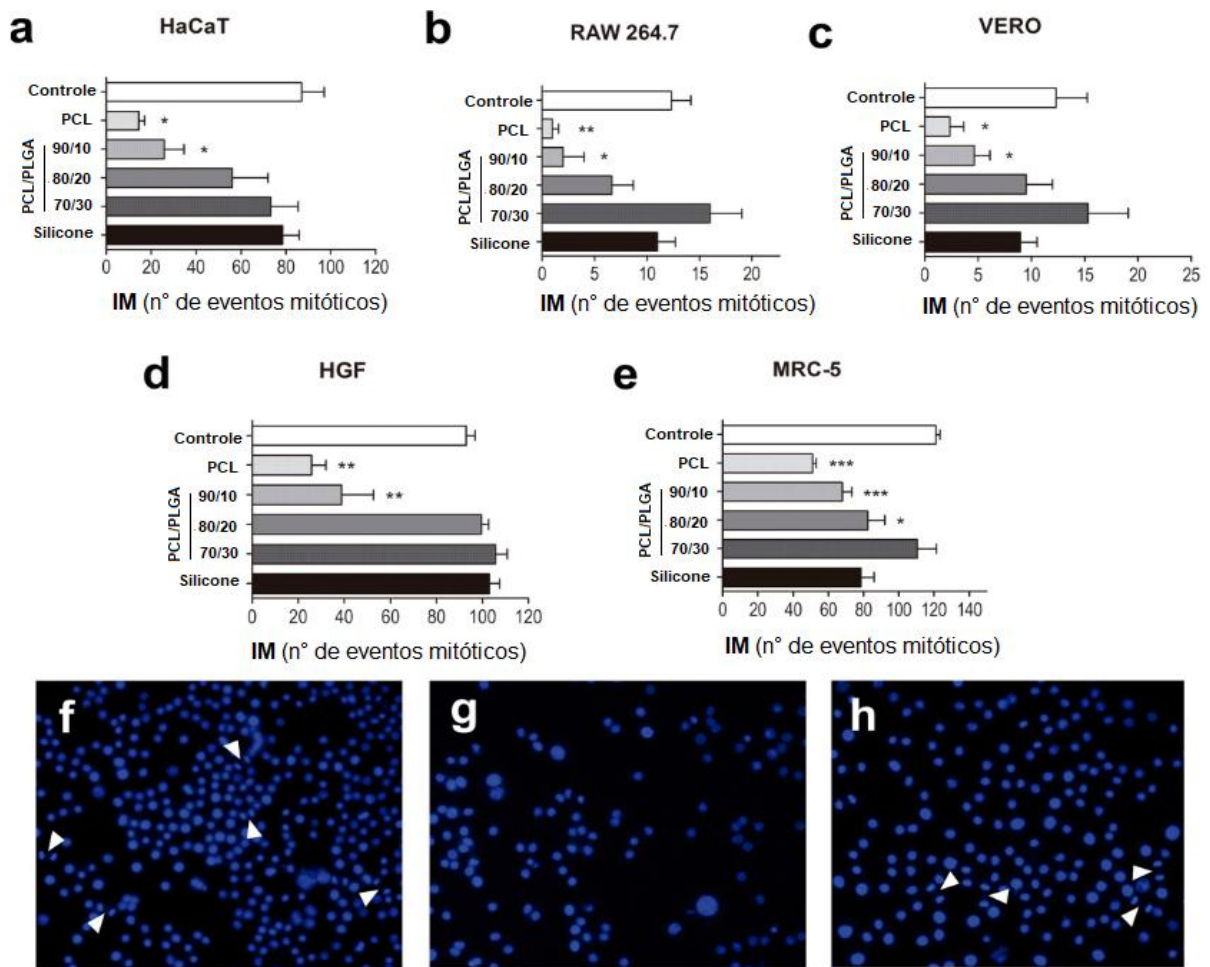 a HaCaT
Controle
PCL
PCL/PLGA
90/10
80/20
70/30
Silicone
*
*
0 20 40 60 80 100 120
IM (n° de eventos mitóticos)
b RAW 264.7
Controle
PCL
PCL/PLGA
90/10
80/20
70/30
Silicone
**
*
0 5 10 15 20
IM (n° de eventos mitóticos)
c VERO
Controle
PCL
PCL/PLGA
90/10
80/20
70/30
Silicone
*
*
0 5 10 15 20 25
IM (n° de eventos mitóticos)
d HGF
Controle
PCL
PCL/PLGA
90/10
80/20
70/30
Silicone
**
**
0 20 40 60 80 100 120
IM (n° de eventos mitóticos)
e MRC-5
Controle
PCL
PCL/PLGA
90/10
80/20
70/30
Silicone
***
***
*
0 20 40 60 80 100 120 140
IM (n° de eventos mitóticos)
f
g
h